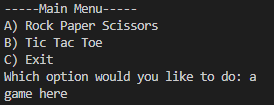 -----Main Menu-----
A) Rock Paper Scissors
B) Tic Tac Toe
C) Exit
Which option would you like to do: a
game here